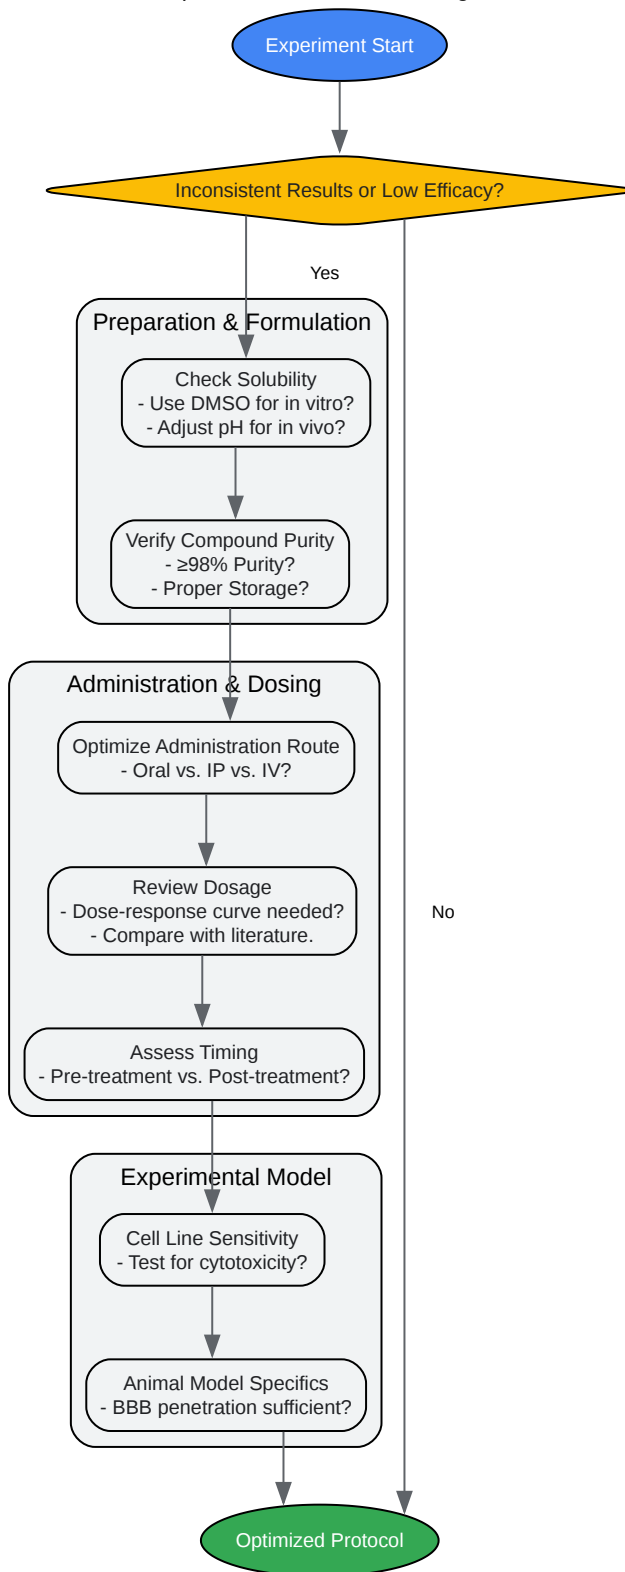 Experiment Start
Inconsistent Results or Low Efficacy?
Yes
Preparation & Formulation
Check Solubility
- Use DMSO for in vitro?
- Adjust pH for in vivo?
Verify Compound Purity
- ≥98% Purity?
- Proper Storage?
Administration & Dosing
Optimize Administration Route
- Oral vs. IP vs. IV?
Review Dosage
- Dose-response curve needed?
- Compare with literature.
No
Assess Timing
- Pre-treatment vs. Post-treatment?
Experimental Model
Cell Line Sensitivity
- Test for cytotoxicity?
Animal Model Specifics
- BBB penetration sufficient?
Optimized Protocol